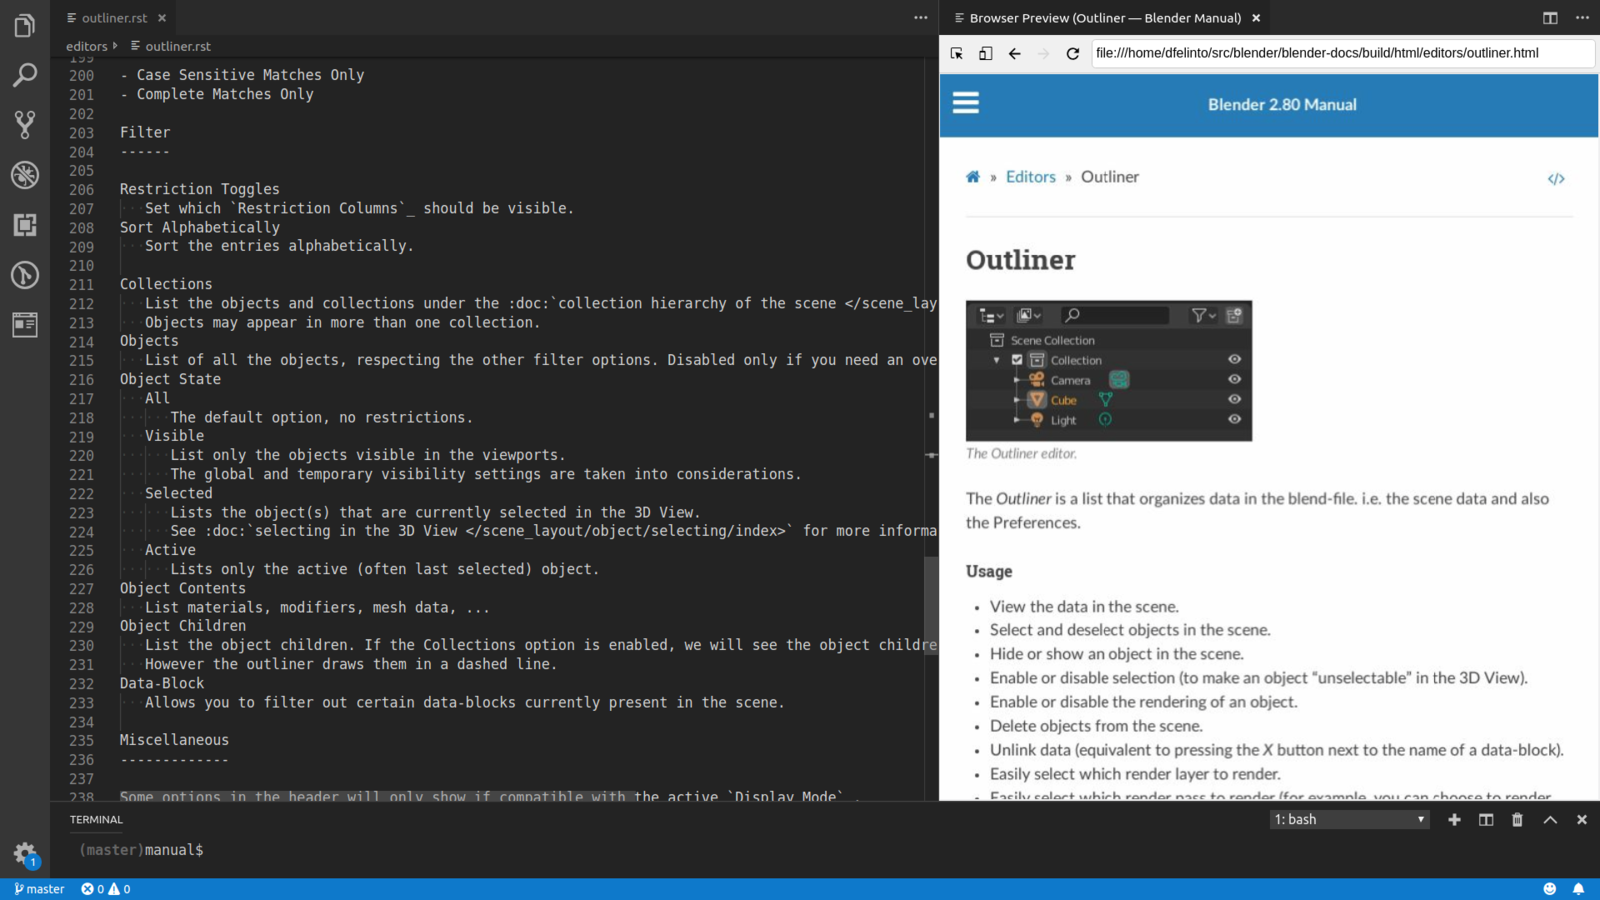 outliner.rst
editors
outliner.rst
199
200 - Case Sensitive Matches Only
201 - Complete Matches Only
202
203 Filter
204 ------
205
206 Restriction Toggles
207 Set which `Restriction Columns`_ should be visible.
208 Sort Alphabetically
209 Sort the entries alphabetically.
210
211 Collections
212 List the objects and collections under the :doc:`collection hierarchy of the scene </scene_lay
213 Objects may appear in more than one collection.
214 Objects
215 List of all the objects, respecting the other filter options. Disabled only if you need an ove
216 Object State
217 All
218 The default option, no restrictions.
219 Visible
220 List only the objects visible in the viewports.
221 The global and temporary visibility settings are taken into considerations.
222 Selected
223 Lists the object(s) that are currently selected in the 3D View.
224 See :doc:`selecting in the 3D View </scene_layout/object/selecting/index>` for more informa
225 Active
226 Lists only the active (often last selected) object.
227 Object Contents
228 List materials, modifiers, mesh data, ...
229 Object Children
230 List the object children. If the Collections option is enabled, we will see the object childre
231 However the outliner draws them in a dashed line.
232 Data-Block
233 Allows you to filter out certain data-blocks currently present in the scene.
234
235 Miscellaneous
236 -------------
237
238 Some options in the header will only show if compatible with the active `Display Mode`_.
Browser Preview (Outliner — Blender Manual)
file:///home/dfelinto/src/blender/blender-docs/build/html/editors/outliner.html
Blender 2.80 Manual
» Editors » Outliner
Outliner
Scene Collection
Collection
Camera
Cube
Light
The Outliner editor.
The Outliner is a list that organizes data in the blend-file. i.e. the scene data and also
the Preferences.
Usage
• View the data in the scene.
• Select and deselect objects in the scene.
• Hide or show an object in the scene.
• Enable or disable selection (to make an object “unselectable” in the 3D View).
• Enable or disable the rendering of an object.
• Delete objects from the scene.
• Unlink data (equivalent to pressing the X button next to the name of a data-block).
• Easily select which render layer to render.
• Easily select which render pass to render (for example, you can choose to render
TERMINAL
1: bash
(master)manual$
1
master 0 0